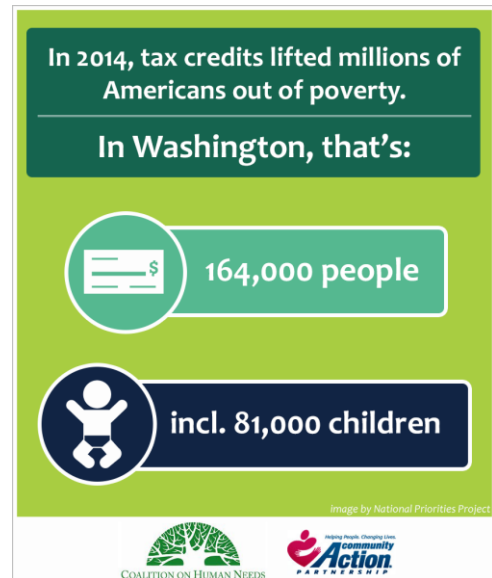 In 2014, tax credits lifted millions of
Americans out of poverty.
In Washington, that's:
$
164,000 people
incl. 81,000 children
image by National Priorities Project
COALITION ON HUMAN NEEDS
Helping People. Changing Lives.
community
Action
PARTNERSHIP